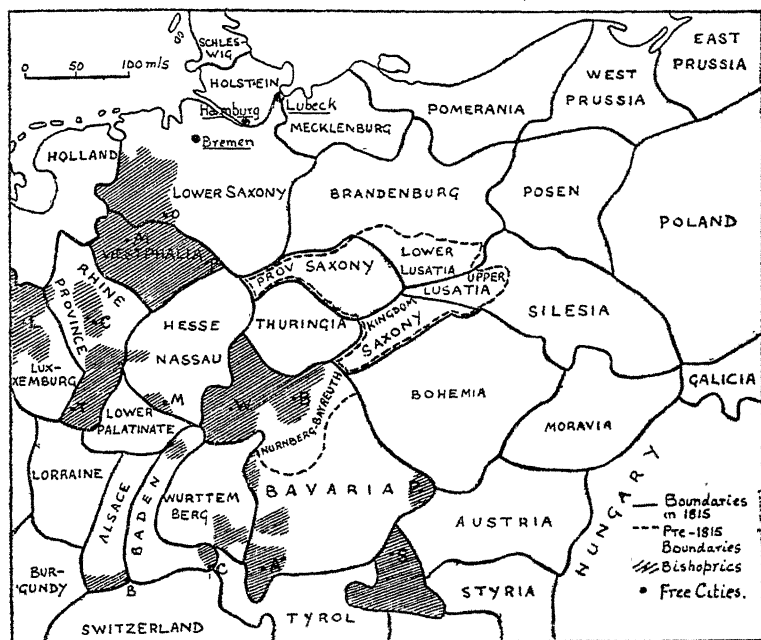 0 50 100 m/s
SCHLES-
WIG
HOLSTEIN
Hamburg
Lubeck
Bremen
MECKLENBURG
POMERANIA
WEST
PRUSSIA
EAST
PRUSSIA
HOLLAND
LOWER SAXONY
BRANDENBURG
POSEN
POLAND
O
M
WESTPHALIA
P
RHINE
PROVINCE
PROV SAXONY
LOWER
LUSATIA
UPPER
LUSATIA
SILESIA
L
C
HESSE
NASSAU
THURINGIA
KINGDOM
SAXONY
LUX-
XEMBURG
T
M
LOWER
PALATINATE
W
B
NURNBERG-BAYREUTH
BOHEMIA
MORAVIA
GALICIA
LORRAINE
ALSACE
BADEN
WURTTEM
BERG
BAVARIA
P
AUSTRIA
HUNGARY
BUR-
GUNDY
B
C
A
S
STYRIA
TYROL
SWITZERLAND
Boundaries
in 1815
Pre-1815
Boundaries
Bishoprics
Free Cities.